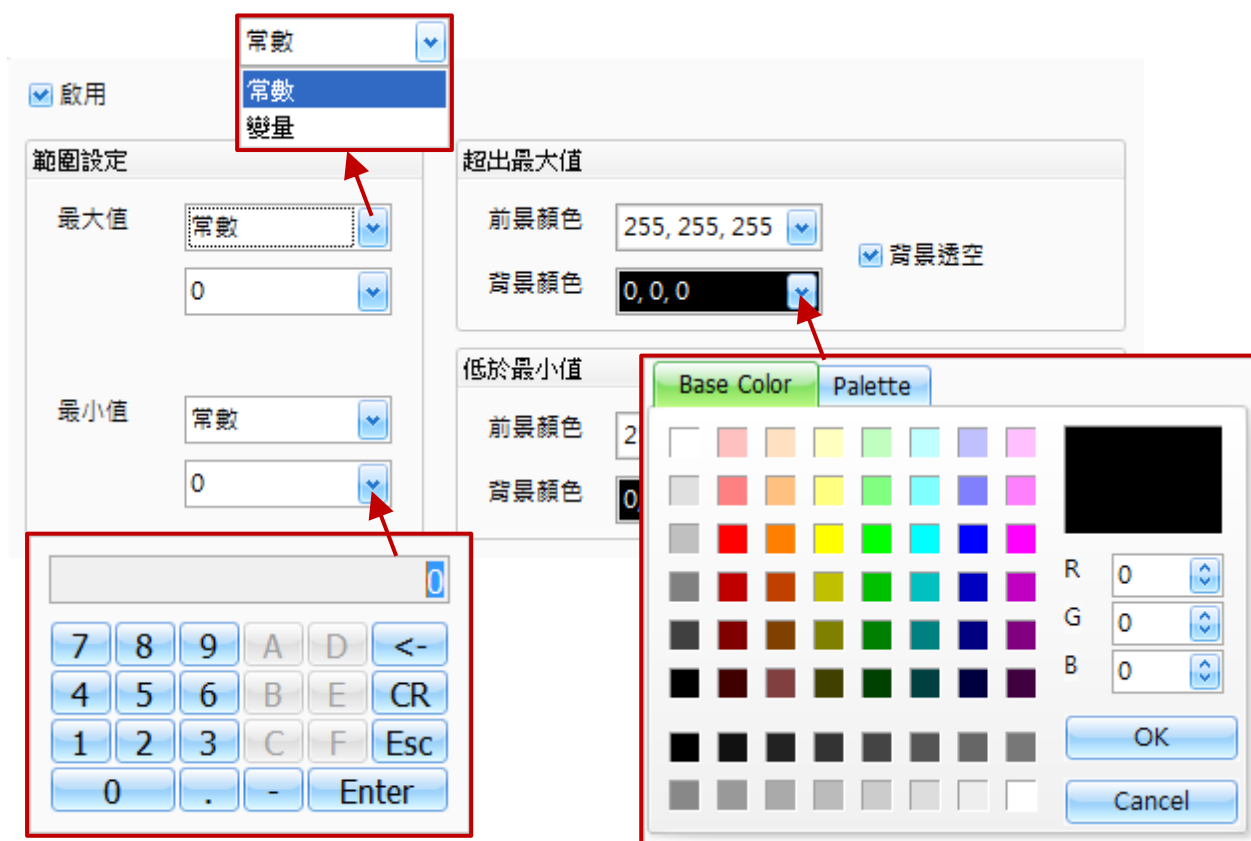 常數
常數
變量
啟用
範圍設定
最大值
常數
0
最小值
常數
0
超出最大值
前景顏色
255, 255, 255
背景顏色
0, 0, 0
背景透空
低於最小值
前景顏色
2
背景顏色
0,
0
7 8 9 A D <-
4 5 6 B E CR
1 2 3 C F Esc
0 . - Enter
Base Color Palette
R 0
G 0
B 0
OK
Cancel